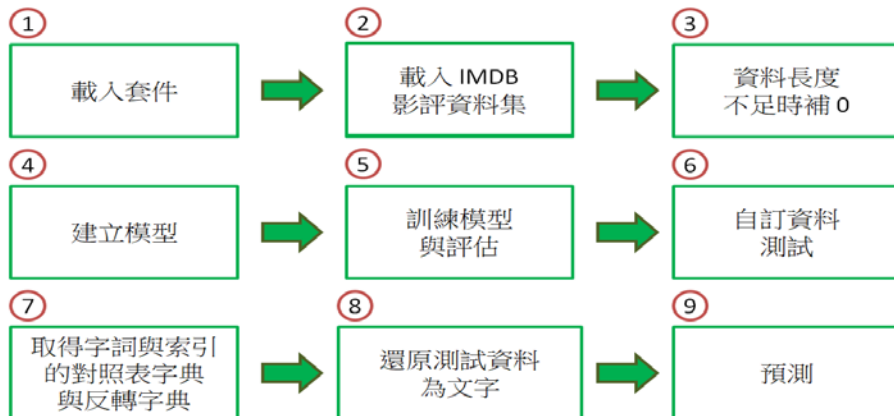 ①
②
③
載入套件
載入 IMDB
影評資料集
資料長度
不足時補 0
④
⑤
⑥
建立模型
訓練模型
與評估
自訂資料
測試
⑦
⑧
⑨
取得字詞與索引
的對照表字典
與反轉字典
還原測試資料
為文字
預測